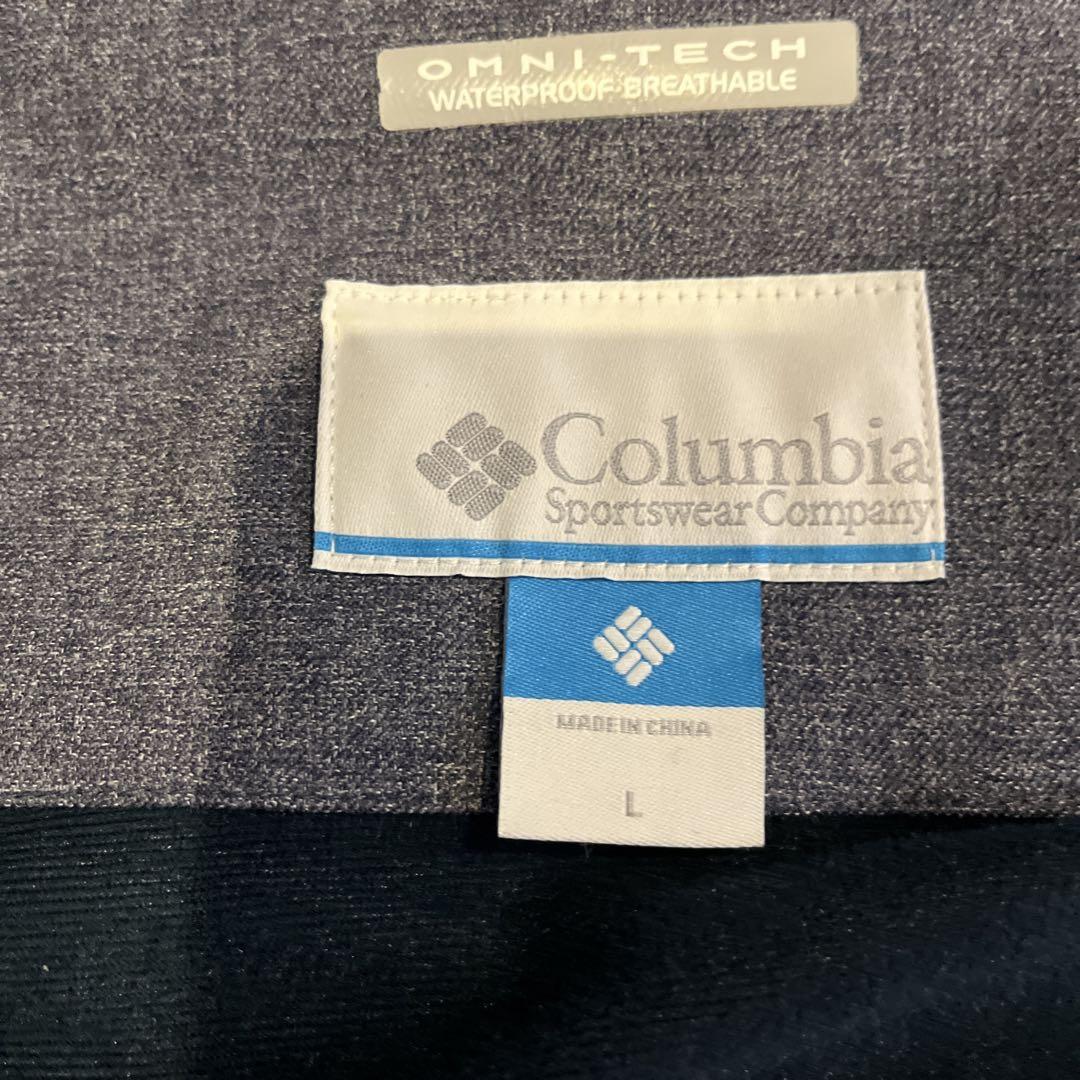 OMNI-TECH
WATERPROOF BREATHABLE
Columbia
Sportswear Company
MADE IN CHINA
L